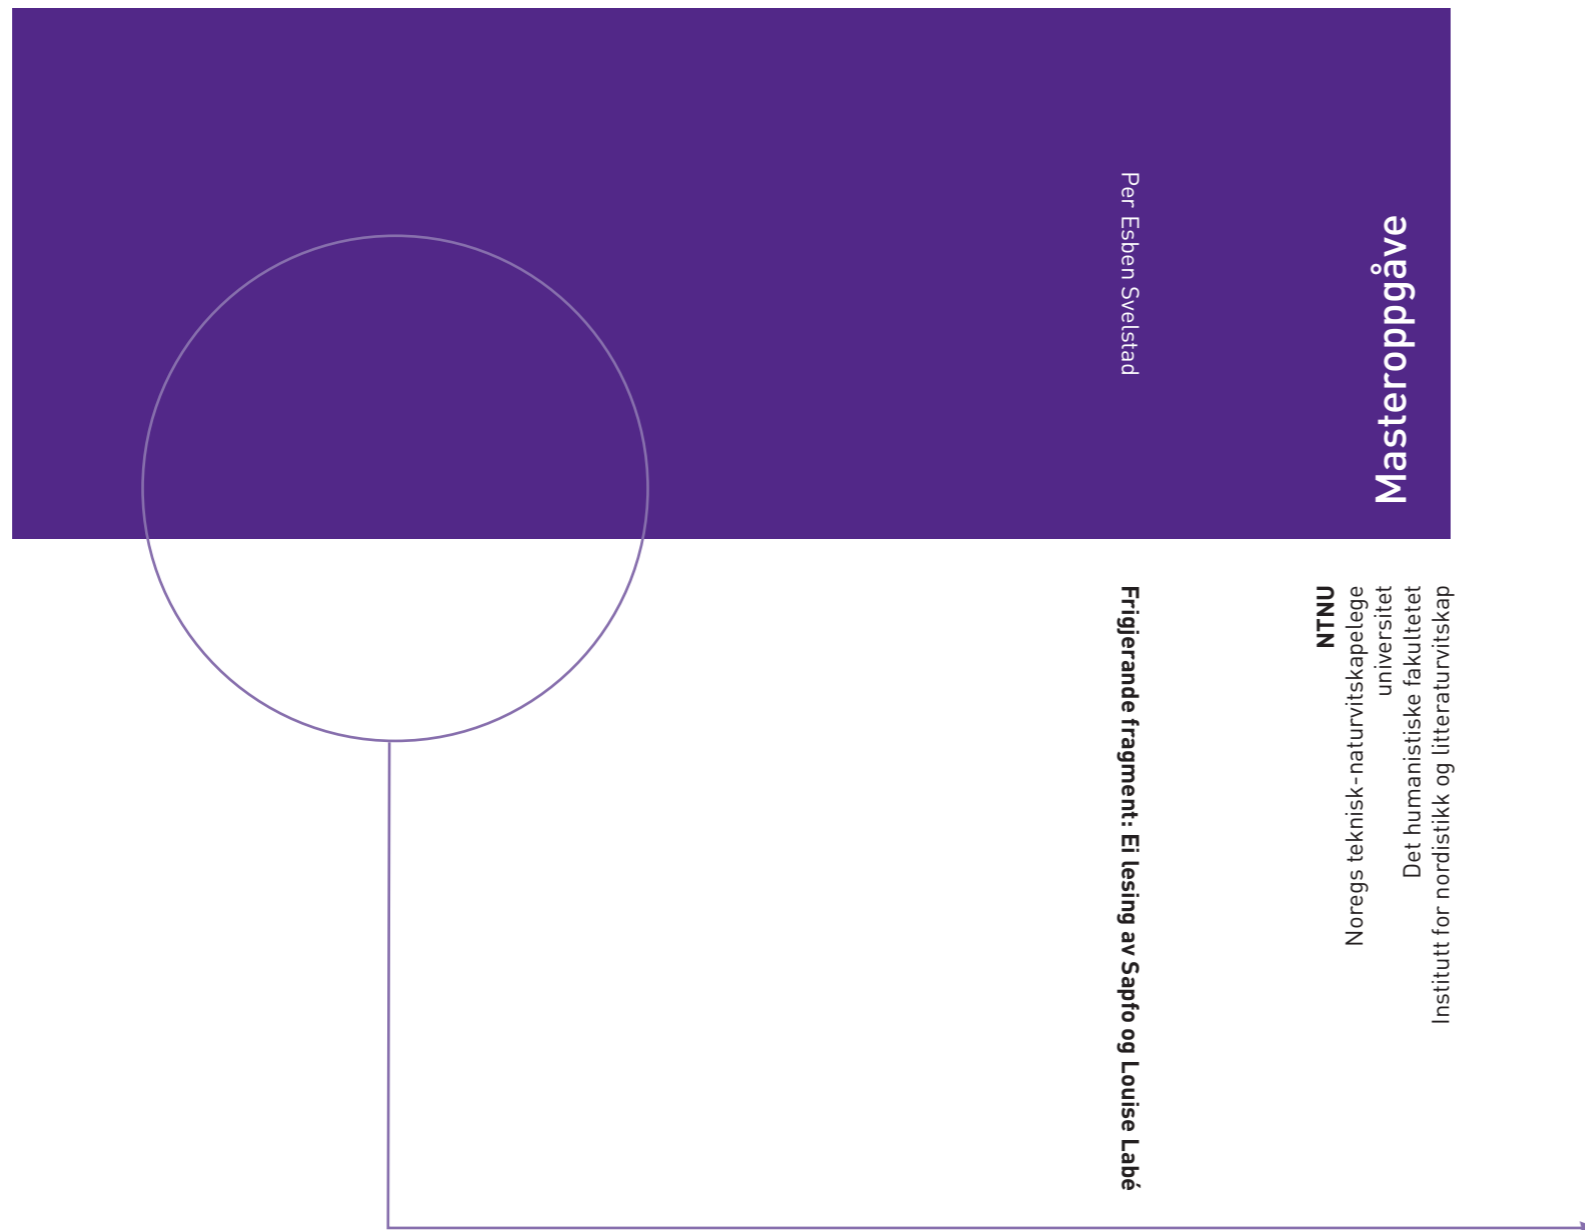 Masteroppgåve
NTNU
Noregs teknisk-naturvitskapelege
universitet
Det humanistiske fakultetet
Institutt for nordistikk og litteraturvitskap
Per Esben Svelstad
Frigjerande fragment: Ei lesing av Sapfo og Louise Labé